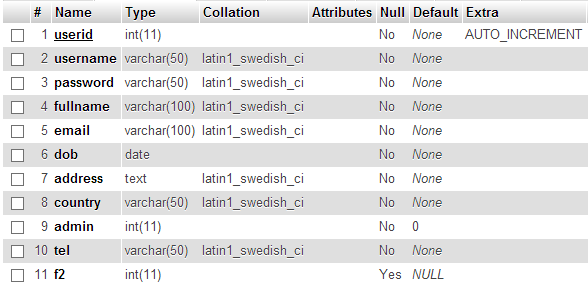 # Name Type Collation Attributes Null Default Extra
1 userid int(11) No None AUTO_INCREMENT
2 username varchar(50) latin1_swedish_ci No None
3 password varchar(50) latin1_swedish_ci No None
4 fullname varchar(100) latin1_swedish_ci No None
5 email varchar(100) latin1_swedish_ci No None
6 dob date No None
7 address text latin1_swedish_ci No None
8 country varchar(50) latin1_swedish_ci No None
9 admin int(11) No 0
10 tel varchar(50) latin1_swedish_ci No None
11 f2 int(11) Yes NULL